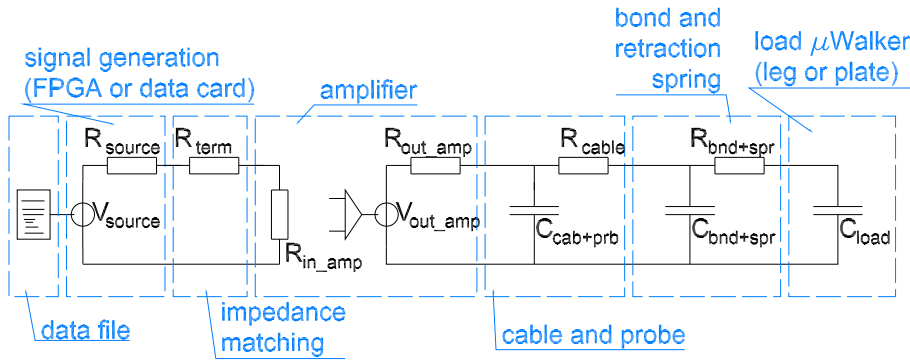 bond and
retraction
spring
load μWalker
(leg or plate)
signal generation
(FPGA or data card)
amplifier
R_source
R_term
R_out_amp
R_cable
R_bnd+spr
V_source
R_in_amp
V_out_amp
C_cab+prb
C_bnd+spr
C_load
data file
impedance
matching
cable and probe